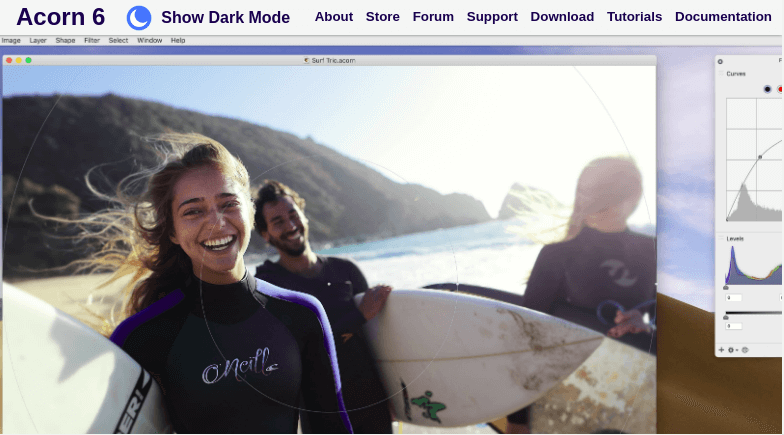 Acorn 6 Show Dark Mode About Store Forum Support Download Tutorials Documentation
Image Layer Shape Filter Select Window Help
Surf Trip.acorn
Curves
Levels
O'Neill